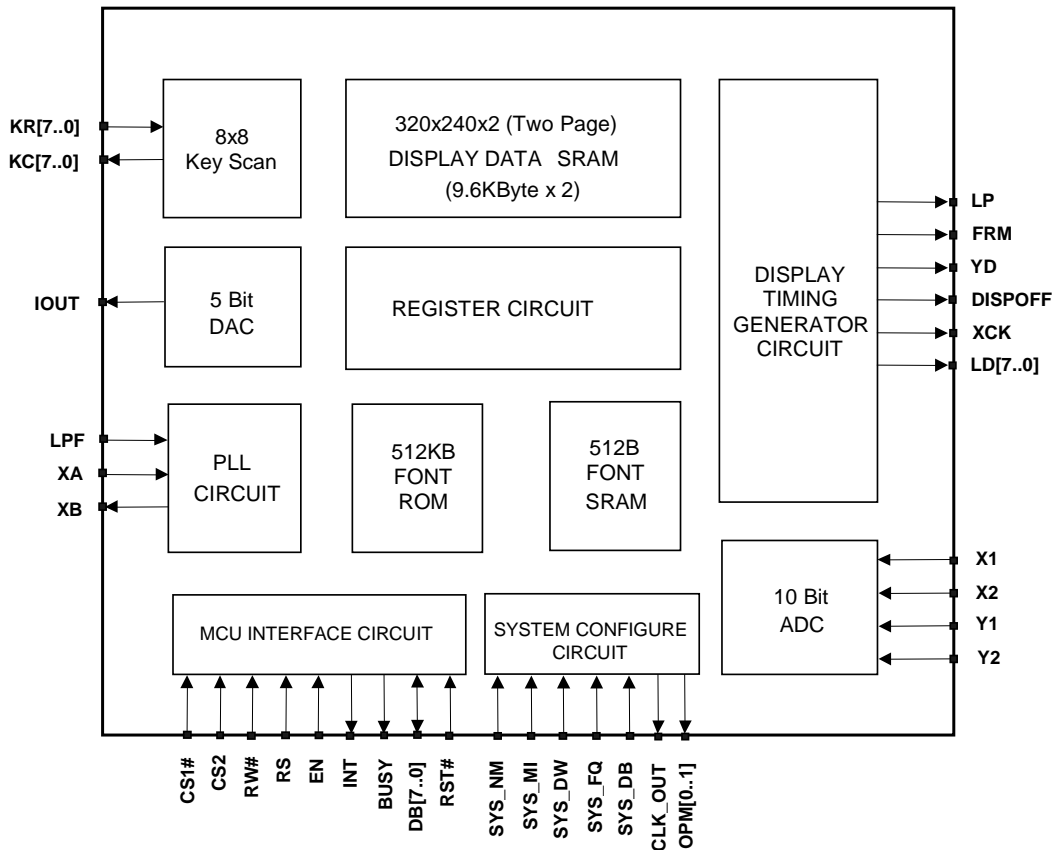 KR[7..0]
KC[7..0]
8x8
Key Scan
320x240x2 (Two Page)
DISPLAY DATA SRAM
(9.6KByte x 2)
IOUT
5 Bit
DAC
REGISTER CIRCUIT
DISPLAY
TIMING
GENERATOR
CIRCUIT
LP
FRM
YD
DISPOFF
XCK
LD[7..0]
LPF
XA
XB
PLL
CIRCUIT
512KB
FONT
ROM
512B
FONT
SRAM
10 Bit
ADC
X1
X2
Y1
Y2
MCU INTERFACE CIRCUIT
SYSTEM CONFIGURE
CIRCUIT
CS1#
CS2
RW#
RS
EN
INT
BUSY
DB[7..0]
RST#
SYS_NM
SYS_MI
SYS_DW
SYS_FQ
SYS_DB
CLK_OUT
OPM[0..1]